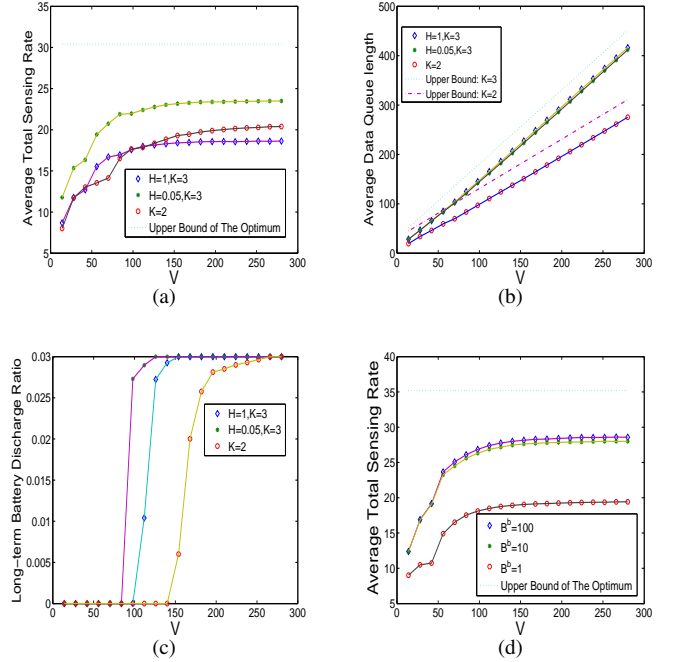 45
40
35
30
25
20
15
10
5
0 50 100 150 200 250 300
Average Total Sensing Rate
V
H=1,K=3
H=0.05,K=3
K=2
Upper Bound of The Optimum
(a)
500
400
300
200
100
0
0 50 100 150 200 250 300
Average Data Queue length
V
H=1,K=3
H=0.05,K=3
K=2
Upper Bound: K=3
Upper Bound: K=2
(b)
0.03
0.025
0.02
0.015
0.01
0.005
0
0 50 100 150 200 250 300
Long-term Battery Discharge Ratio
V
H=1,K=3
H=0.05,K=3
K=2
(c)
40
35
30
25
20
15
10
5
0 50 100 150 200 250 300
Average Total Sensing Rate
V
B^b=100
B^b=10
B^b=1
Upper Bound of The Optimum
(d)